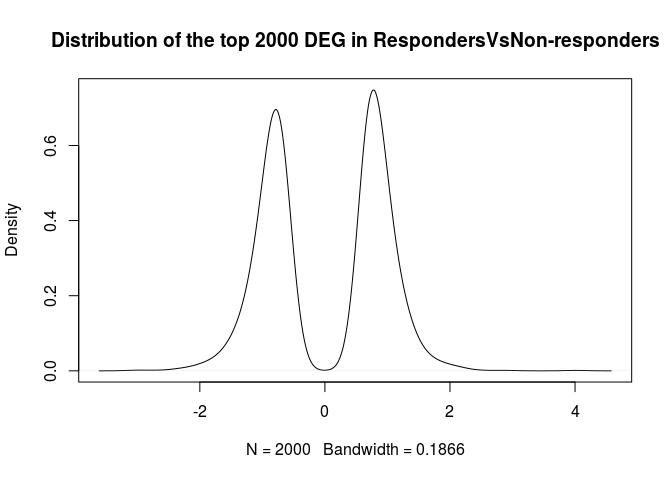 Distribution of the top 2000 DEG in RespondersVsNon-responders
Density
0.6
0.4
0.2
0.0
-2 0 2 4
N = 2000 Bandwidth = 0.1866